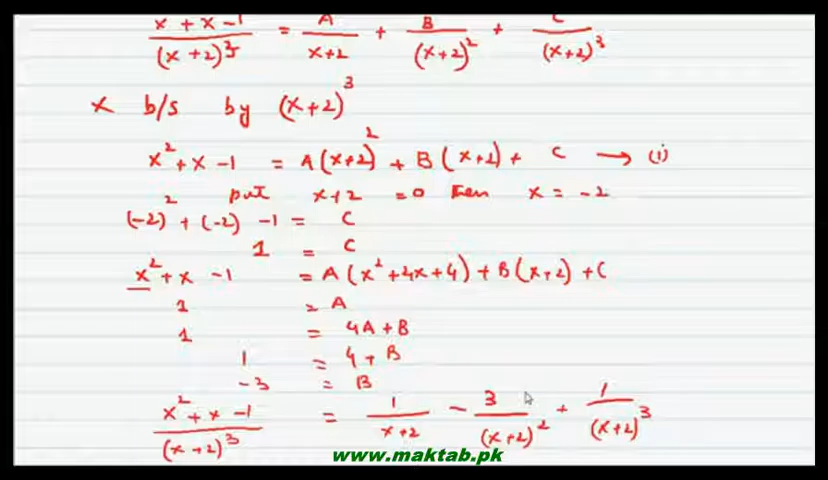 x + x - 1 / (x+2)³ = A / x+2 + B / (x+2)² + C / (x+2)³
x b/s by (x+2)³
x² + x - 1 = A(x+2)² + B(x+2) + C → (i)
put x+2 = 0 then x = -2
(-2)² + (-2) - 1 = C
1 = C
x² + x - 1 = A(x² + 4x + 4) + B(x+2) + C
1 = A
1 = 4A + B
1 = 4 + B
-3 = B
x² + x - 1 / (x+2)³ = 1 / x+2 - 3 / (x+2)² + 1 / (x+2)³
www.maktab.pk